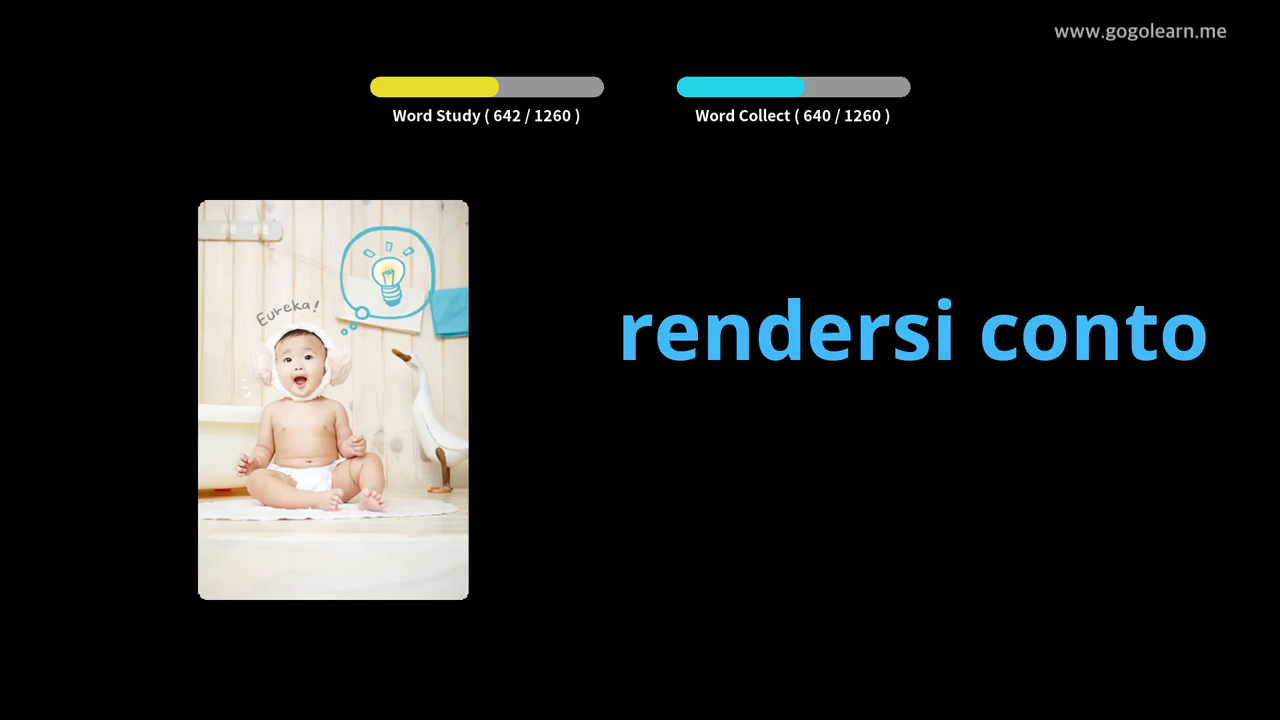 www.gogolearn.me
Word Study ( 642 / 1260 )
Word Collect ( 640 / 1260 )
Eureka!
rendersi conto